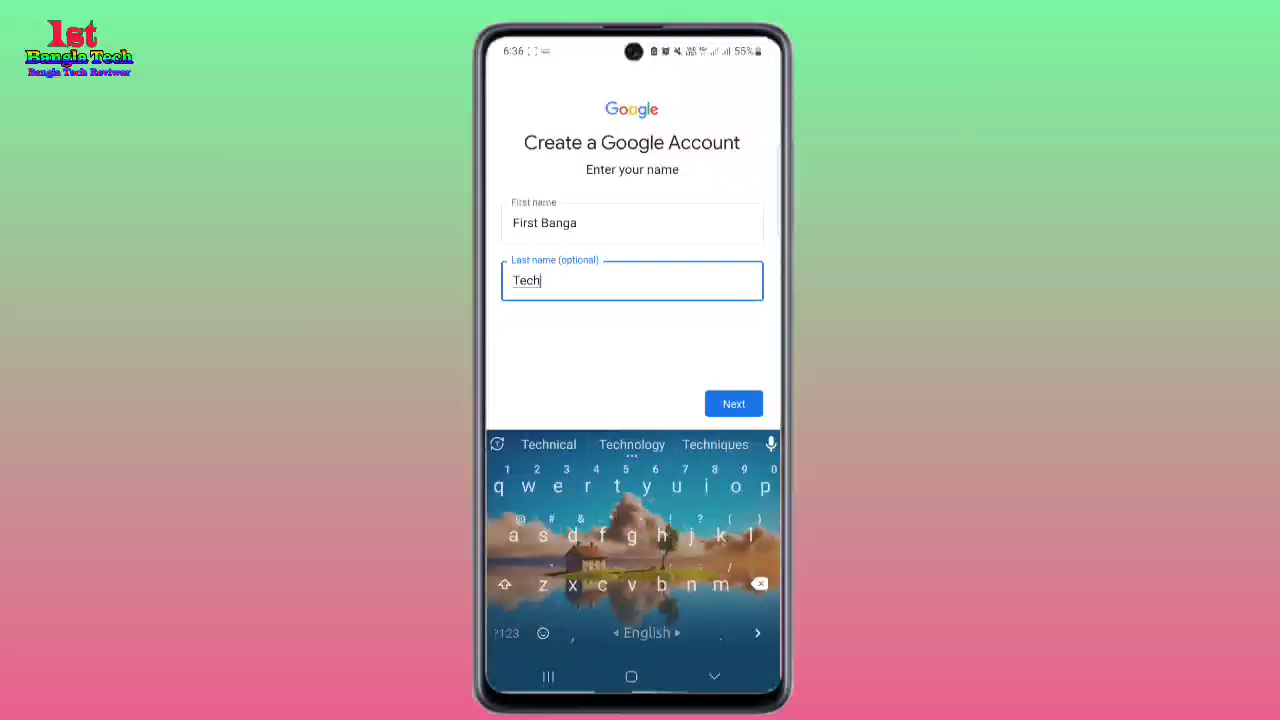 1st
Bangla Tech
Bangla Tech Reviwer
6:36
55%
Google
Create a Google Account
Enter your name
First name
First Banga
Last name (optional)
Tech
Next
Technical Technology Techniques
1 2 3 4 5 6 7 8 9 0
q w e r t y u i o p
@ # & * - ! ? ( )
a s d f g h j k l
z x c v b n m
?123 , English .